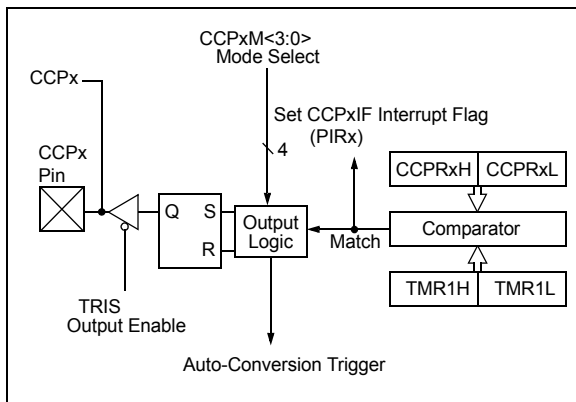 CCPxM<3:0>
Mode Select
CCPx
Set CCPxIF Interrupt Flag
(PIRx)
4
CCPx
Pin
CCPRxH CCPRxL
Q S
R
Output
Logic
Match
Comparator
TMR1H TMR1L
TRIS
Output Enable
Auto-Conversion Trigger